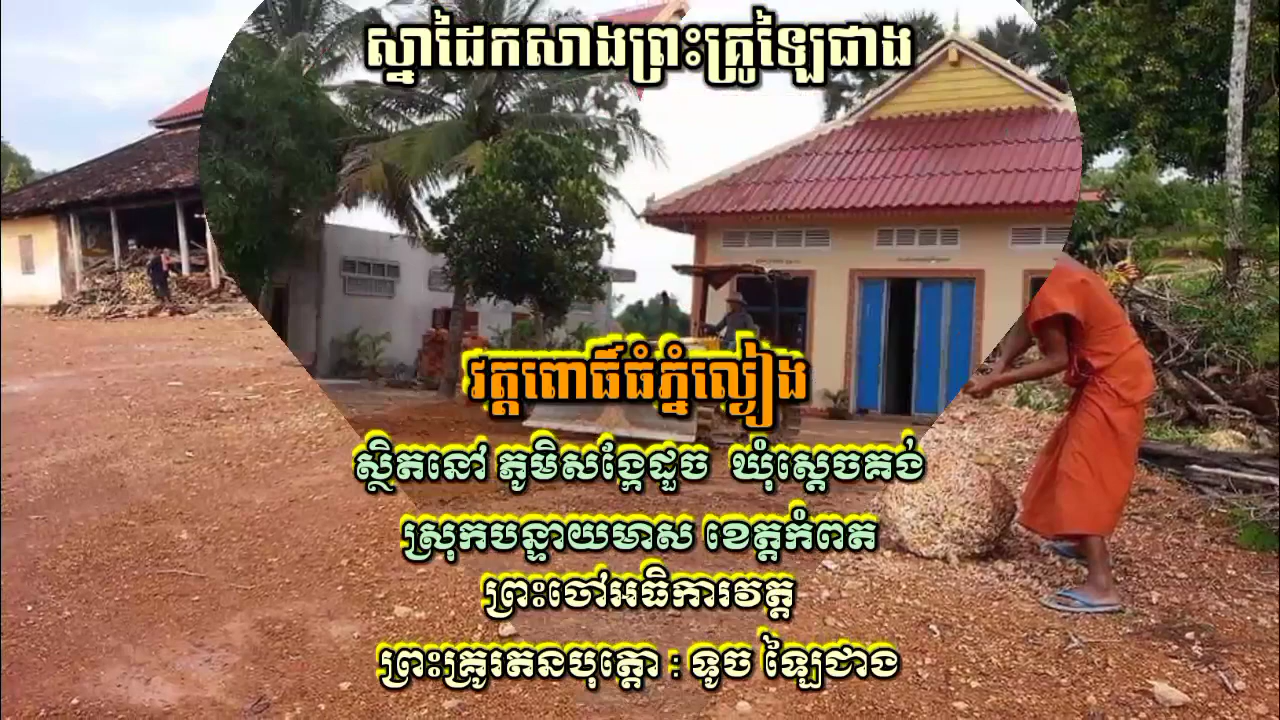 ស្នាដៃកសាងព្រះគ្រូឡៃជាង
វត្តពោធិ៍ធំភ្នំល្ងៀង
ស្ថិតនៅ ភូមិសង្កែដួច ឃុំស្ដេចគង់
ស្រុកបន្ទាយមាស ខេត្តកំពត
ព្រះចៅអធិការវត្ត
ព្រះគ្រូរតនបុត្តោ : ទូច ឡៃជាង